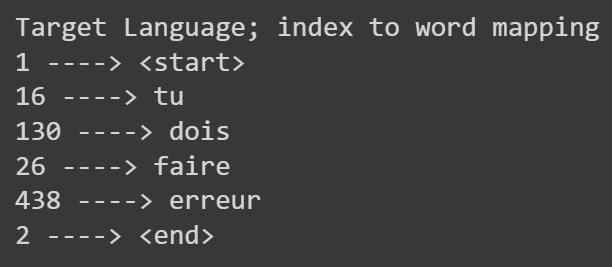 Target Language; index to word mapping
1 ----> <start>
16 ----> tu
130 ----> dois
26 ----> faire
438 ----> erreur
2 ----> <end>